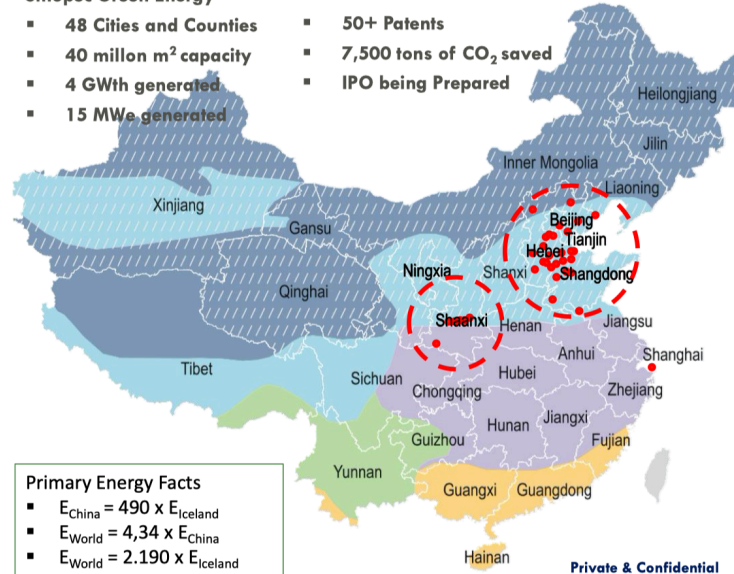 Sinopec Green Energy
▪ 48 Cities and Counties
▪ 40 millon m² capacity
▪ 4 GWth generated
▪ 15 MWe generated
▪ 50+ Patents
▪ 7,500 tons of CO₂ saved
▪ IPO being Prepared
Heilongjiang
Jilin
Inner Mongolia
Liaoning
Xinjiang
Beijing
Gansu
Tianjin
Hebei
Ningxia
Shanxi
Shangdong
Qinghai
Shaanxi
Henan
Jiangsu
Anhui
Shanghai
Tibet
Sichuan
Hubei
Chongqing
Zhejiang
Hunan
Jiangxi
Guizhou
Fujian
Yunnan
Guangxi
Guangdong
Hainan
Primary Energy Facts
▪ E_China = 490 x E_Iceland
▪ E_World = 4,34 x E_China
▪ E_World = 2.190 x E_Iceland
Private & Confidential